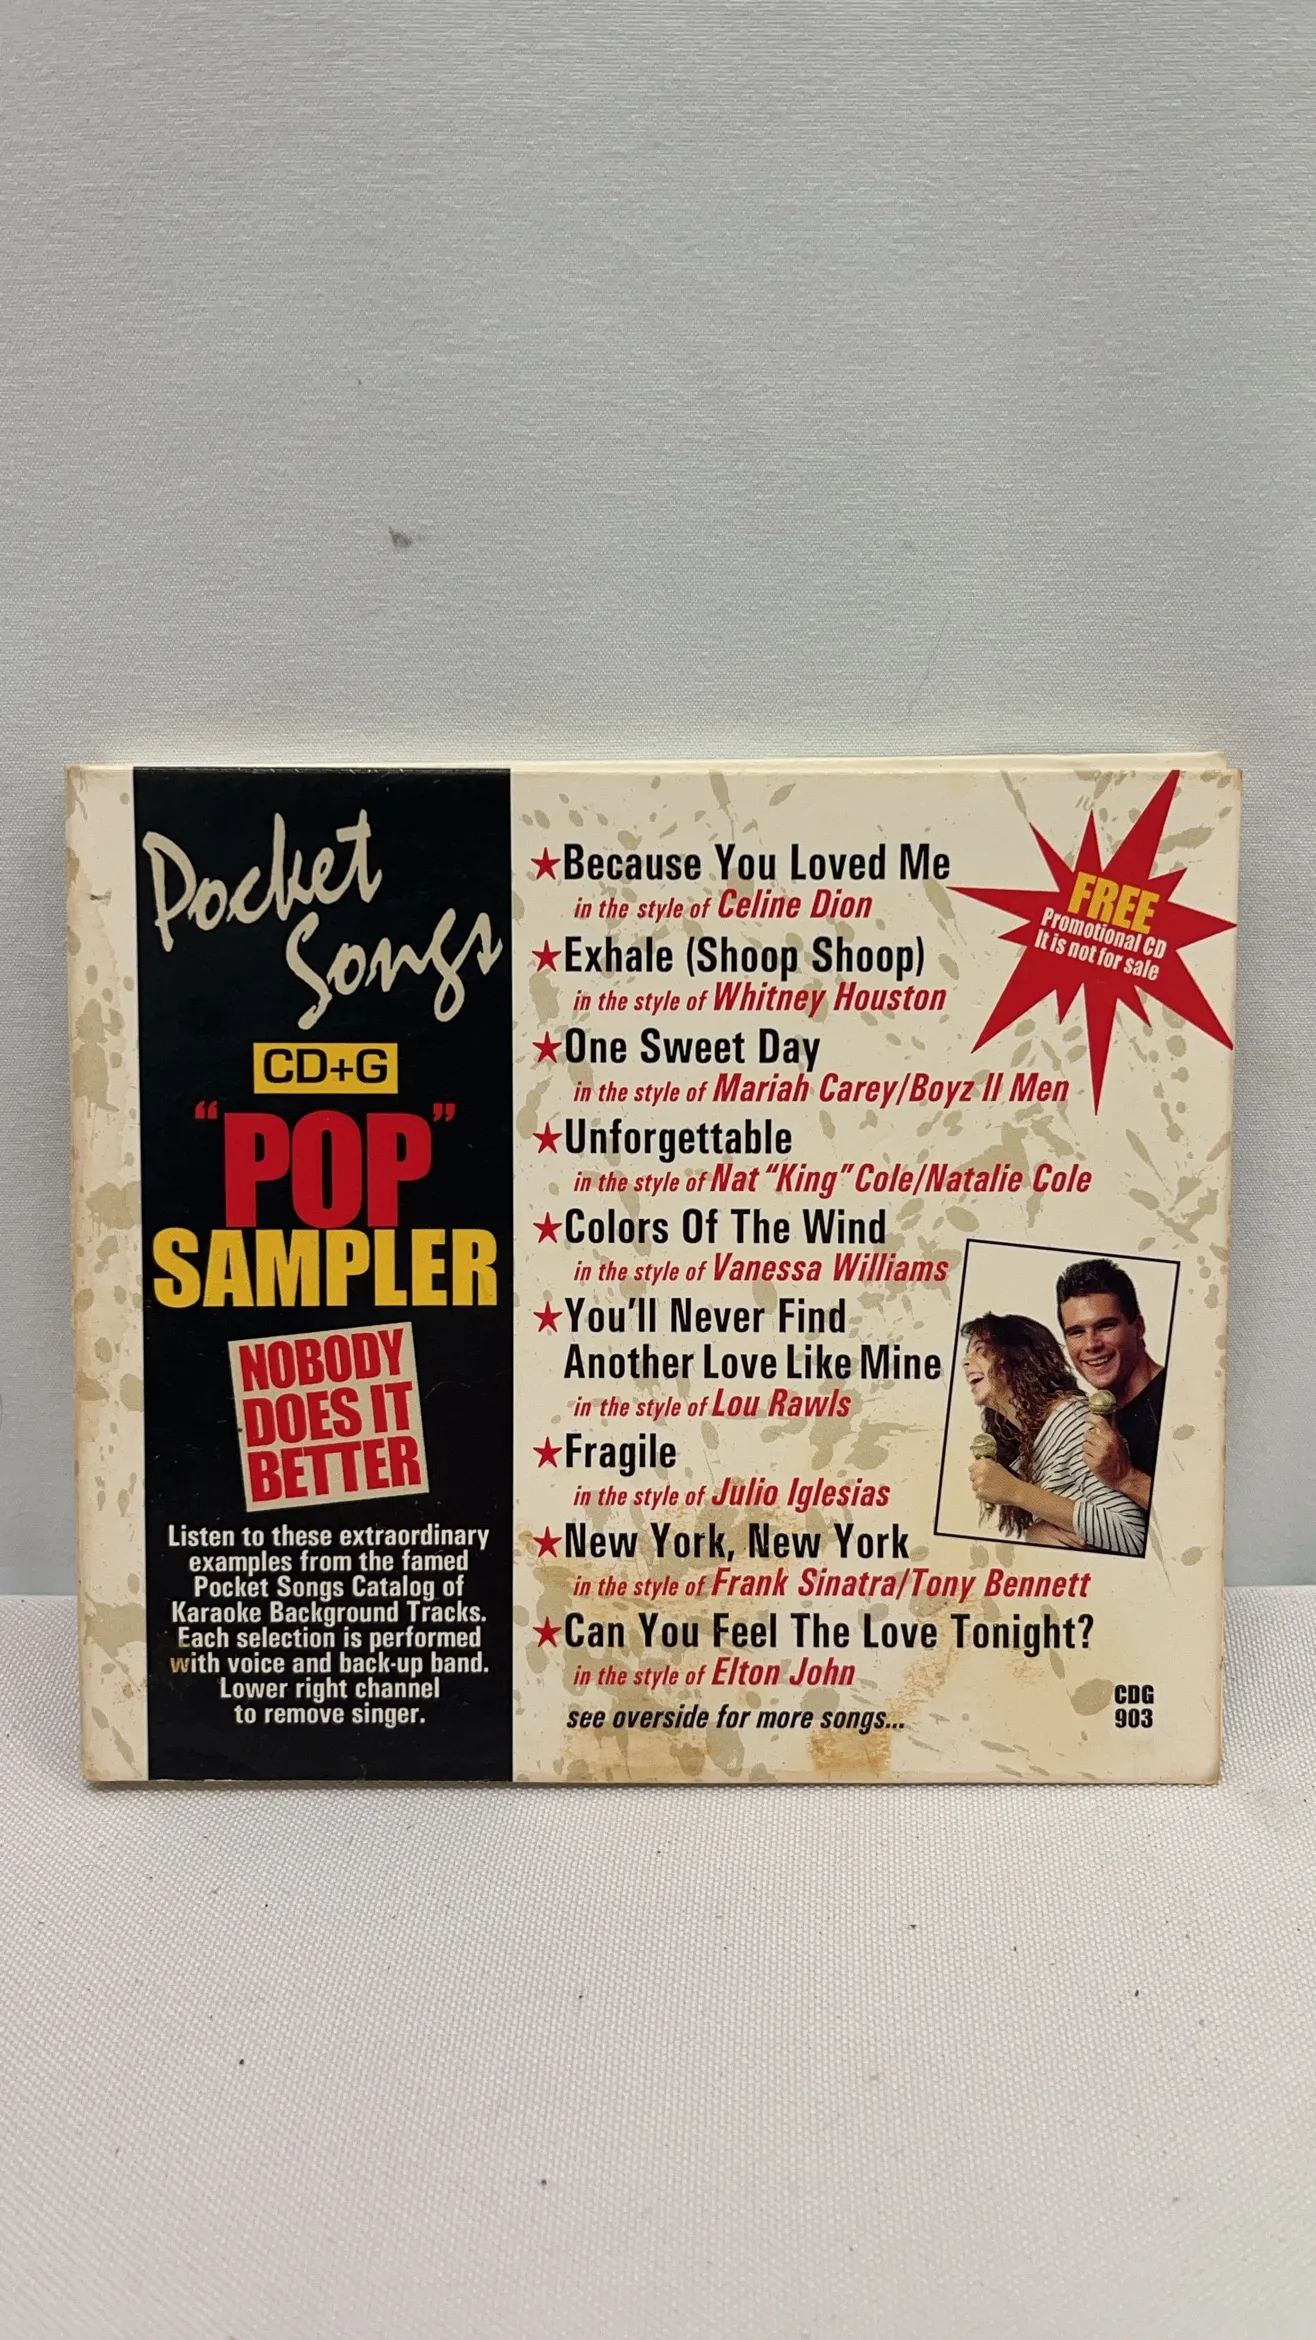 Pocket
Songs
CD+G
"POP"
SAMPLER
NOBODY
DOES IT
BETTER
Listen to these extraordinary
examples from the famed
Pocket Songs Catalog of
Karaoke Background Tracks.
Each selection is performed
with voice and back-up band.
Lower right channel
to remove singer.
★Because You Loved Me
in the style of Celine Dion
★Exhale (Shoop Shoop)
in the style of Whitney Houston
★One Sweet Day
in the style of Mariah Carey/Boyz II Men
★Unforgettable
in the style of Nat "King" Cole/Natalie Cole
★Colors Of The Wind
in the style of Vanessa Williams
★You'll Never Find
Another Love Like Mine
in the style of Lou Rawls
★Fragile
in the style of Julio Iglesias
★New York, New York
in the style of Frank Sinatra/Tony Bennett
★Can You Feel The Love Tonight?
in the style of Elton John
see overside for more songs...
FREE
Promotional CD
It is not for sale
CDG
903